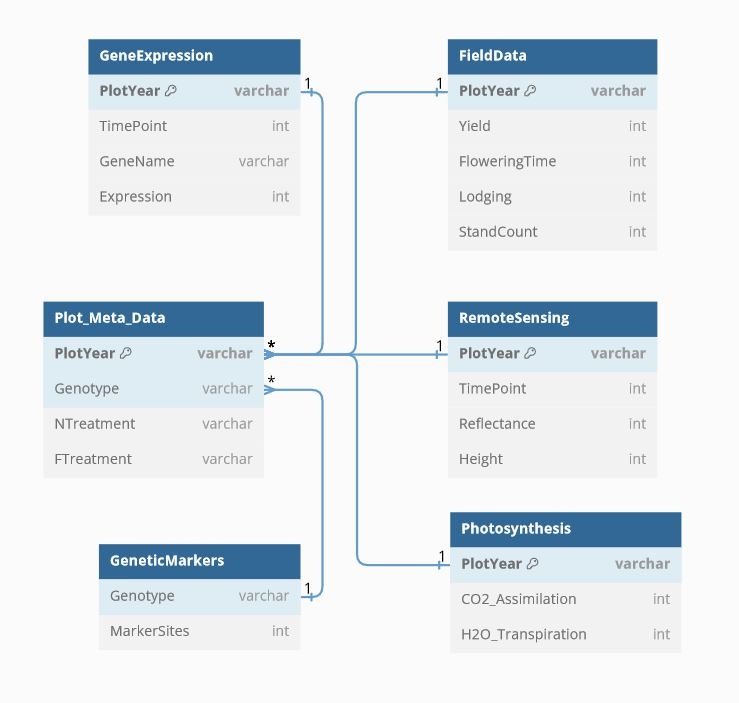 GeneExpression
PlotYear varchar
TimePoint int
GeneName varchar
Expression int
1
FieldData
PlotYear varchar
Yield int
FloweringTime int
Lodging int
StandCount int
1
Plot_Meta_Data
PlotYear varchar
Genotype varchar
NTreatment varchar
FTreatment varchar
*
*
RemoteSensing
PlotYear varchar
TimePoint int
Reflectance int
Height int
1
GeneticMarkers
Genotype varchar
MarkerSites int
1
Photosynthesis
PlotYear varchar
CO2_Assimilation int
H2O_Transpiration int
1